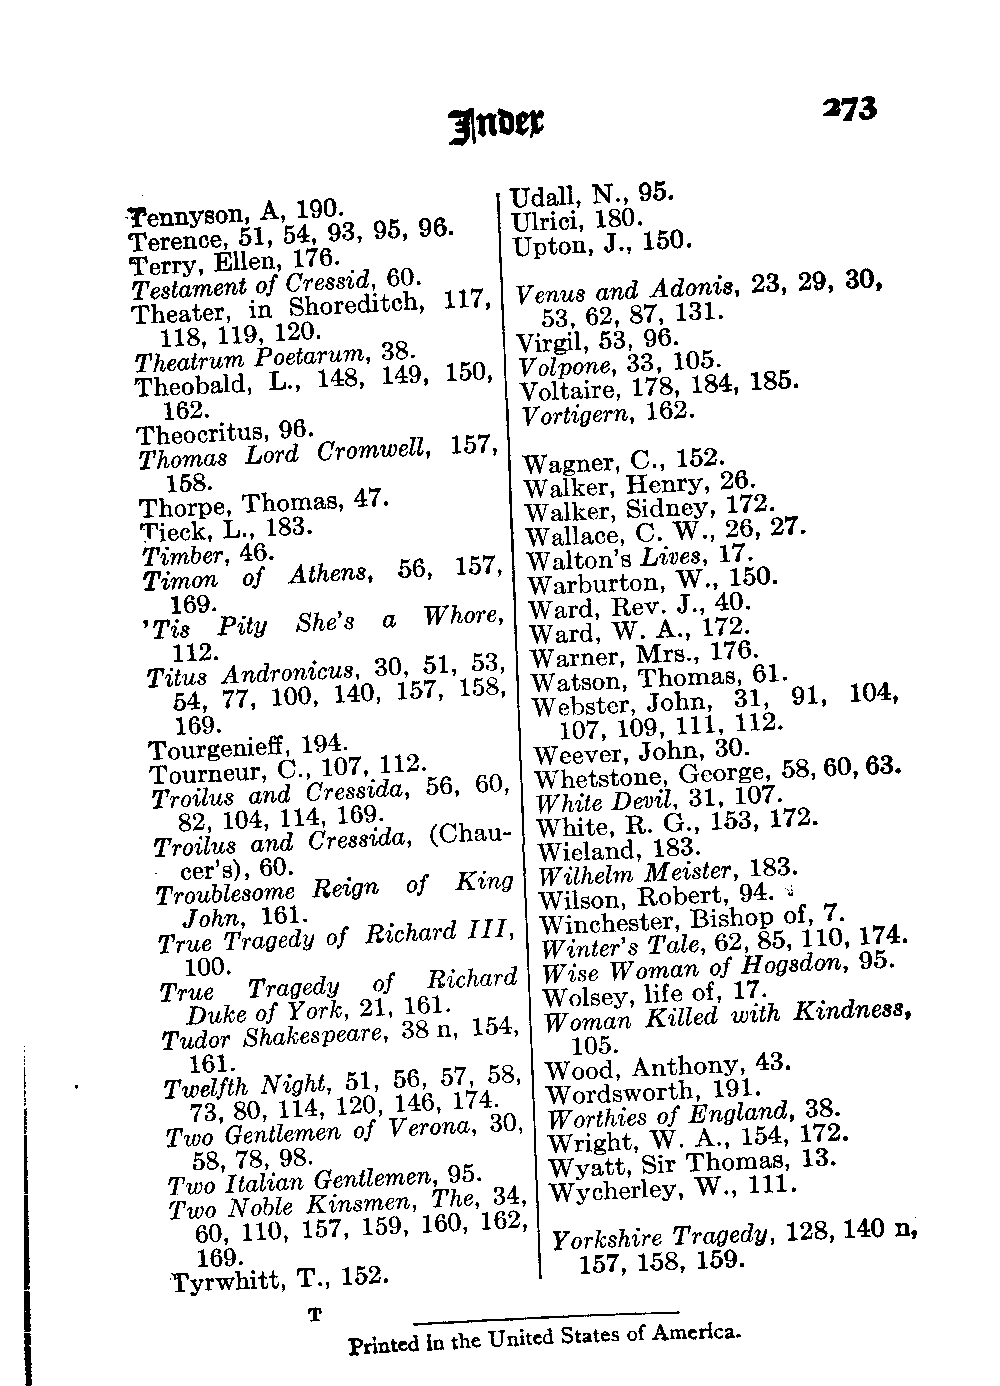 Index
273
Tennyson, A, 190.
Terence, 51, 54, 93, 95, 96.
Terry, Ellen, 176.
Testament of Cressid, 60.
Theater, in Shoreditch, 117,
118, 119, 120.
Theatrum Poetarum, 38.
Theobald, L., 148, 149, 150,
162.
Theocritus, 96.
Thomas Lord Cromwell, 157,
158.
Thorpe, Thomas, 47.
Tieck, L., 183.
Timber, 46.
Timon of Athens, 56, 157,
169.
'Tis Pity She's a Whore,
112.
Titus Andronicus, 30, 51, 53,
54, 77, 100, 140, 157, 158,
169.
Tourgenieff, 194.
Tourneur, C., 107, 112.
Troilus and Cressida, 56, 60,
82, 104, 114, 169.
Troilus and Cressida, (Chau-
cer's), 60.
Troublesome Reign of King
John, 161.
True Tragedy of Richard III,
100.
True Tragedy of Richard
Duke of York, 21, 161.
Tudor Shakespeare, 38 n, 154,
161.
Twelfth Night, 51, 56, 57, 58,
73, 80, 114, 120, 146, 174.
Two Gentlemen of Verona, 30,
58, 78, 98.
Two Italian Gentlemen, 95.
Two Noble Kinsmen, The, 34,
60, 110, 157, 159, 160, 162,
169.
Tyrwhitt, T., 152.
Udall, N., 95.
Ulrici, 180.
Upton, J., 150.
Venus and Adonis, 23, 29, 30,
53, 62, 87, 131.
Virgil, 53, 96.
Volpone, 33, 105.
Voltaire, 178, 184, 185.
Vortigern, 162.
Wagner, C., 152.
Walker, Henry, 26.
Walker, Sidney, 172.
Wallace, C. W., 26, 27.
Walton's Lives, 17.
Warburton, W., 150.
Ward, Rev. J., 40.
Ward, W. A., 172.
Warner, Mrs., 176.
Watson, Thomas, 61.
Webster, John, 31, 91, 104,
107, 109, 111, 112.
Weever, John, 30.
Whetstone, George, 58, 60, 63.
White Devil, 31, 107.
White, R. G., 153, 172.
Wieland, 183.
Wilhelm Meister, 183.
Wilson, Robert, 94.
Winchester, Bishop of, 7.
Winter's Tale, 62, 85, 110, 174.
Wise Woman of Hogsdon, 95.
Wolsey, life of, 17.
Woman Killed with Kindness,
105.
Wood, Anthony, 43.
Wordsworth, 191.
Worthies of England, 38.
Wright, W. A., 154, 172.
Wyatt, Sir Thomas, 13.
Wycherley, W., 111.
Yorkshire Tragedy, 128, 140 n,
157, 158, 159.
T
Printed in the United States of America.